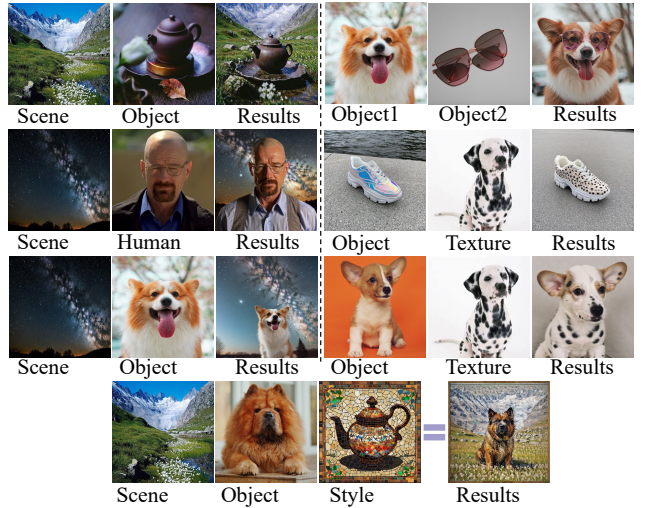 Scene Object Results Object1 Object2 Results
Scene Human Results Object Texture Results
Scene Object Results Object Texture Results
Scene Object Style Results